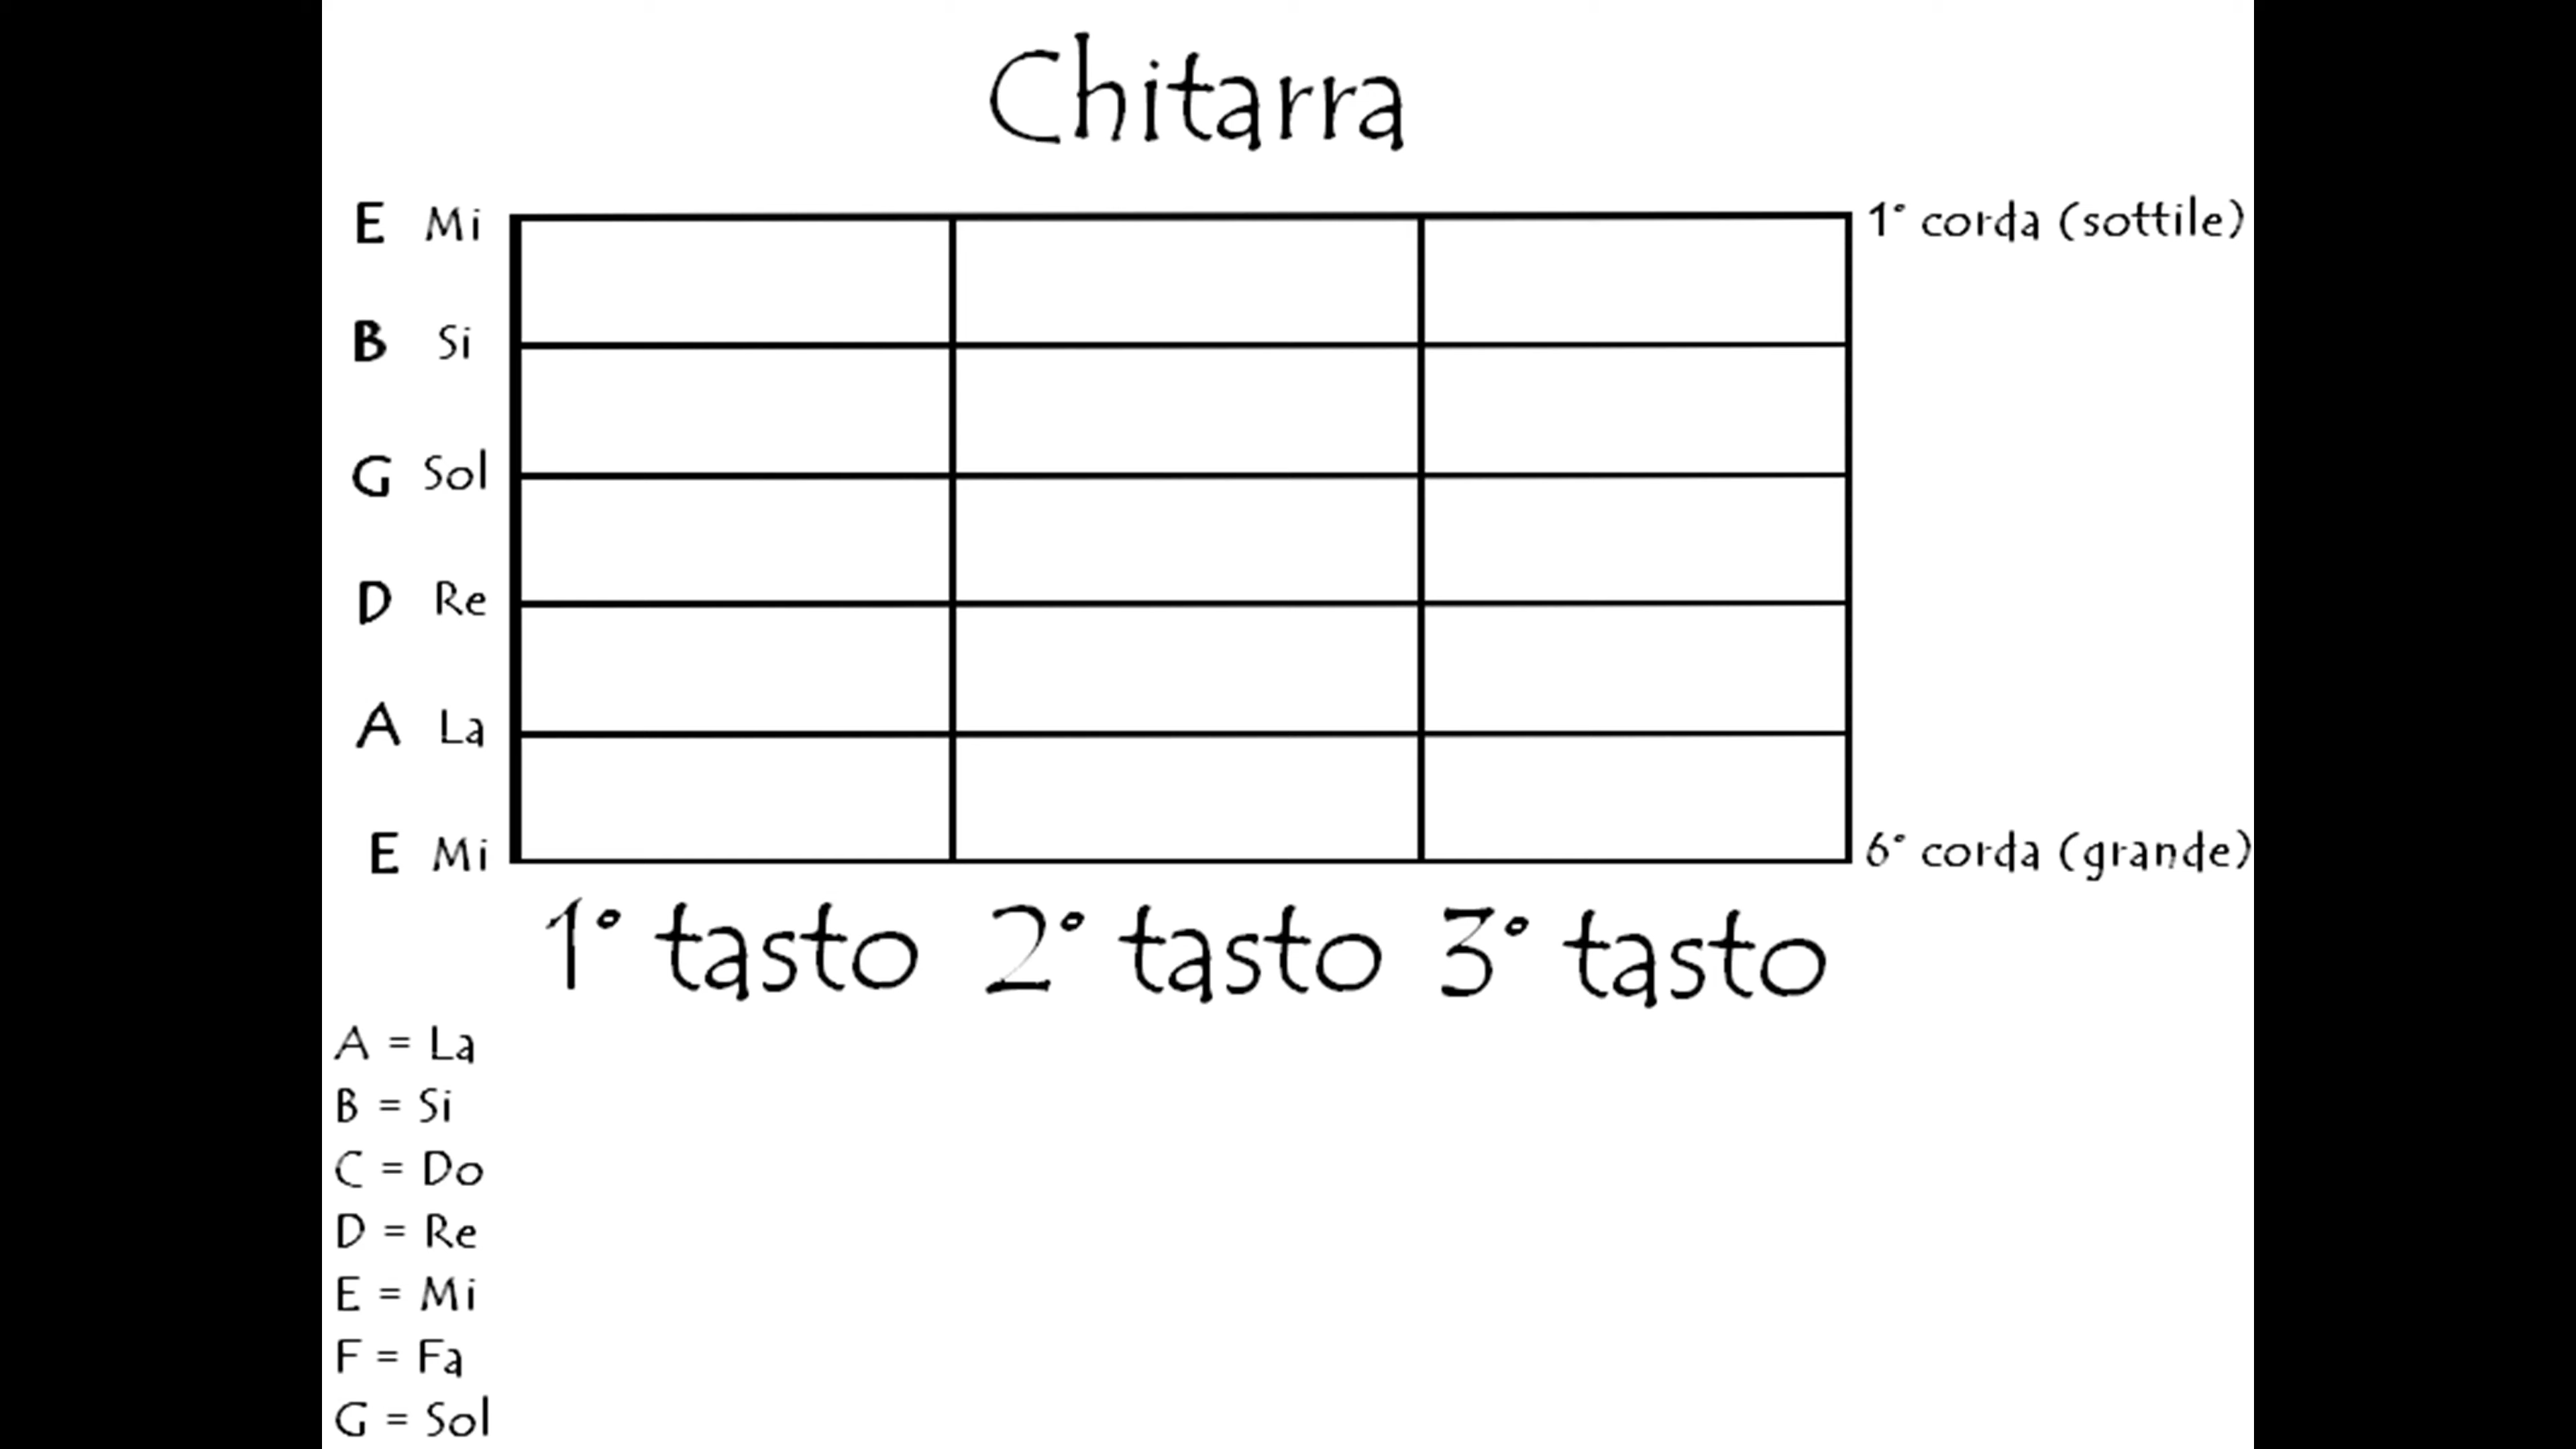 Chitarra
E Mi 1° corda (sottile)
B Si
G Sol
D Re
A La
E Mi 6° corda (grande)
1° tasto 2° tasto 3° tasto
A = La
B = Si
C = Do
D = Re
E = Mi
F = Fa
G = Sol